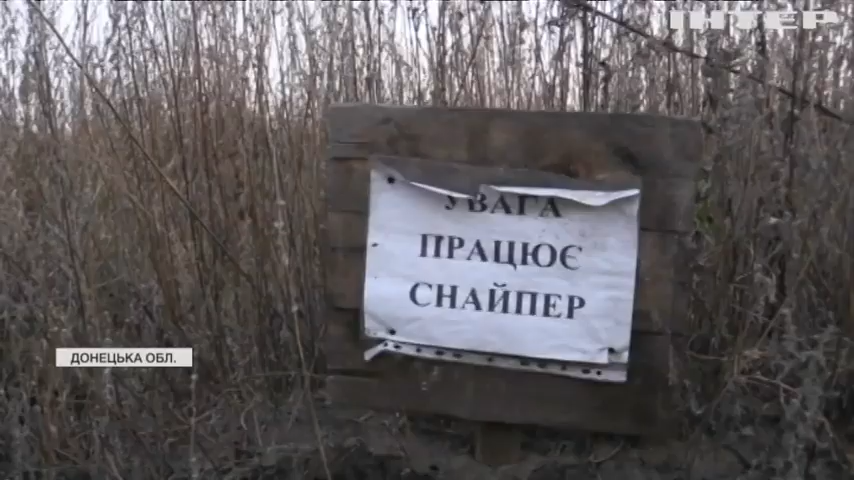 ІНТЕР
УВАГА
ПРАЦЮЄ
СНАЙПЕР
ДОНЕЦЬКА ОБЛ.